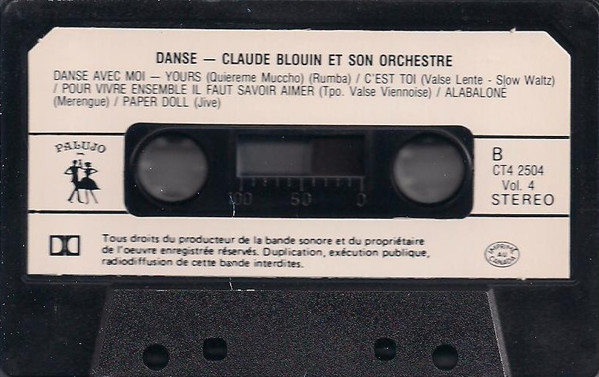 DANSE — CLAUDE BLOUIN ET SON ORCHESTRE
DANSE AVEC MOI — YOURS (Quiereme Muccho) (Rumba) / C'EST TOI (Valse Lente - Slow Waltz)
/ POUR VIVRE ENSEMBLE IL FAUT SAVOIR AIMER (Tpo. Valse Viennoise) / ALABALONÉ
(Merengue) / PAPER DOLL (Jive)
PALUJO
B
CT4 2504
Vol. 4
STEREO
100 50 0
Tous droits du producteur de la bande sonore et du propriétaire
de l'oeuvre enregistrée réservés. Duplication, exécution publique,
radiodiffusion de cette bande interdites.
IMPRIMÉ
AU
CANADA